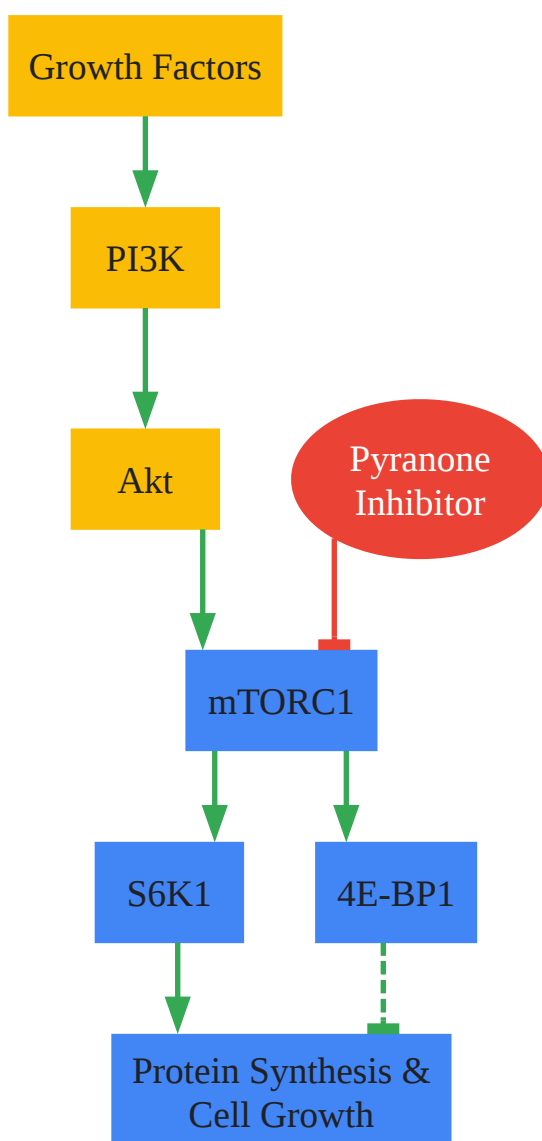 Growth Factors
PI3K
Akt
Pyranone
Inhibitor
mTORC1
S6K1
4E-BP1
Protein Synthesis &
Cell Growth